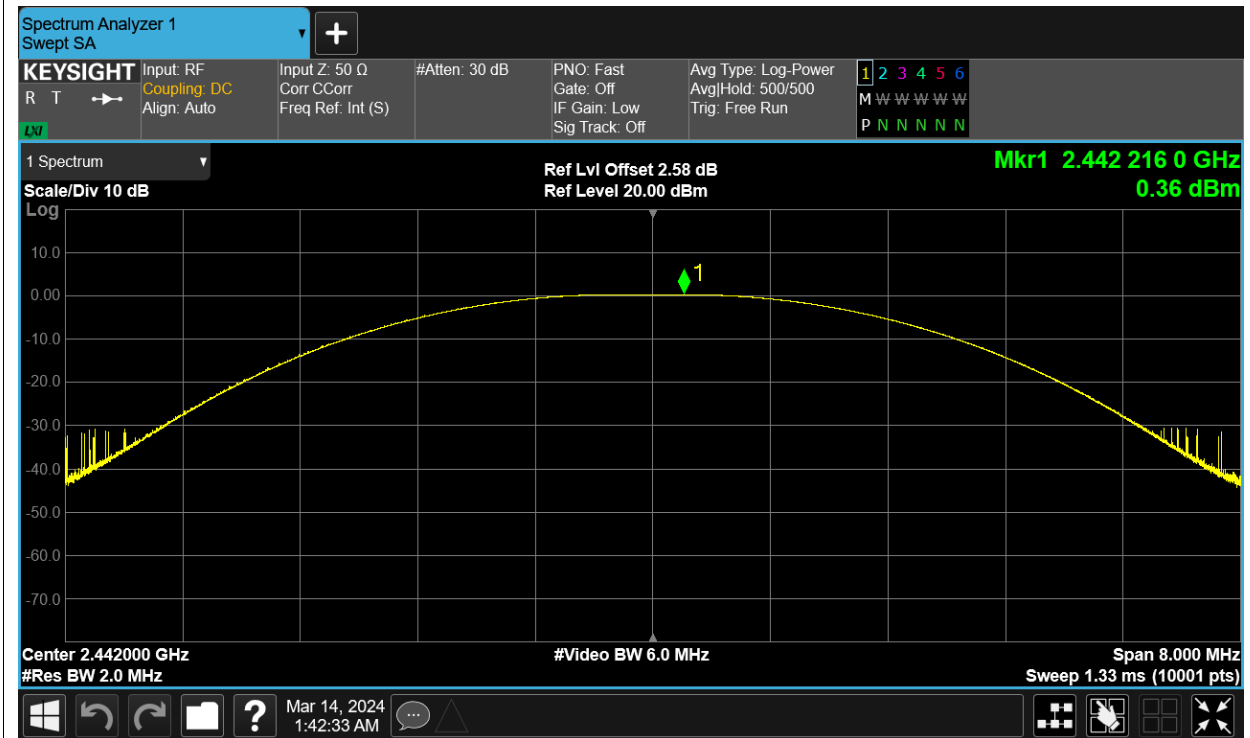 Spectrum Analyzer 1
Swept SA
KEYSIGHT
R T
LXI
Input: RF
Coupling: DC
Align: Auto
Input Z: 50 Ω
Corr CCorr
Freq Ref: Int (S)
#Atten: 30 dB
PNO: Fast
Gate: Off
IF Gain: Low
Sig Track: Off
Avg Type: Log-Power
Avg|Hold: 500/500
Trig: Free Run
1 2 3 4 5 6
M W W W W W
P N N N N N
1 Spectrum
Scale/Div 10 dB
Log
Ref Lvl Offset 2.58 dB
Ref Level 20.00 dBm
Mkr1 2.442 216 0 GHz
0.36 dBm
1
10.0
0.00
-10.0
-20.0
-30.0
-40.0
-50.0
-60.0
-70.0
Center 2.442000 GHz
#Res BW 2.0 MHz
#Video BW 6.0 MHz
Span 8.000 MHz
Sweep 1.33 ms (10001 pts)
?
Mar 14, 2024
1:42:33 AM